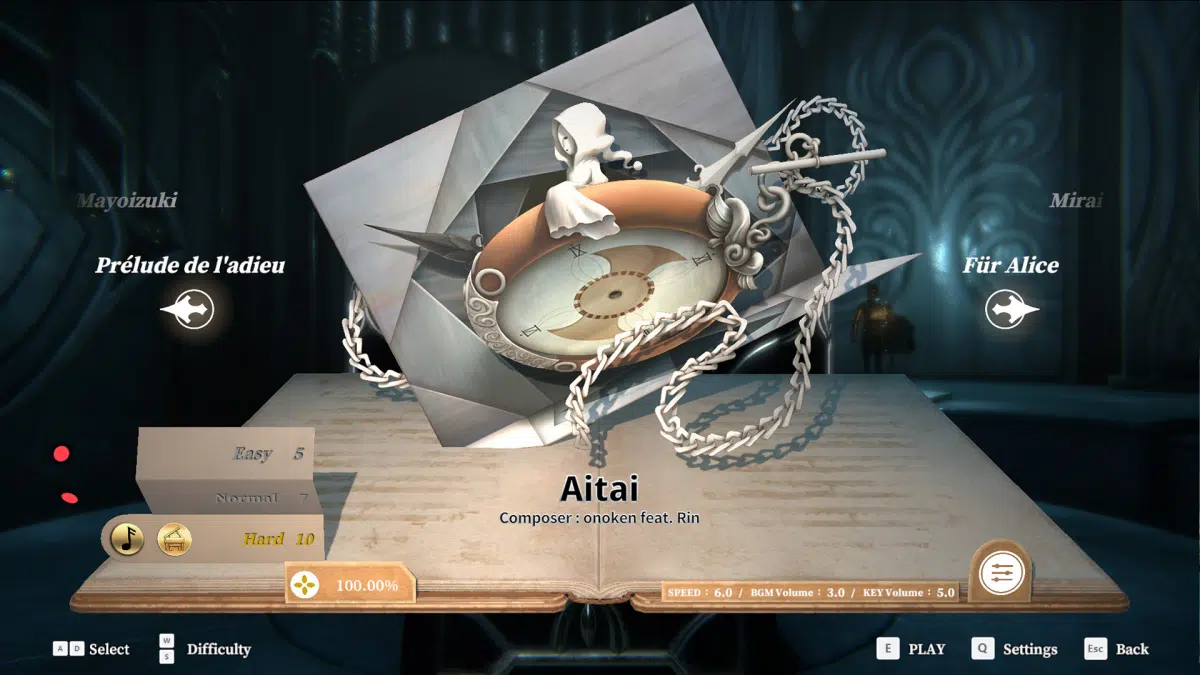 Mayoizuki
Mirai
Prélude de l'adieu
Für Alice
Easy 5
Normal 7
Hard 10
Aitai
Composer : onoken feat. Rin
100.00%
SPEED : 6.0 / BGM Volume : 3.0 / KEY Volume : 5.0
A D Select
W S Difficulty
E PLAY
Q Settings
Esc Back